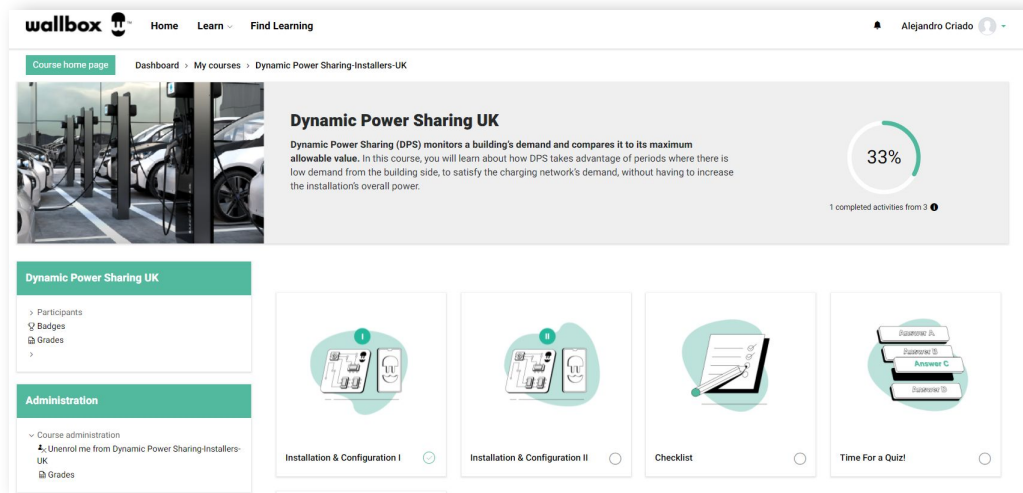 wallbox
Home Learn Find Learning
Alejandro Criado
Course home page Dashboard > My courses > Dynamic Power Sharing-Installers-UK
Dynamic Power Sharing UK
Dynamic Power Sharing (DPS) monitors a building's demand and compares it to its maximum
allowable value. In this course, you will learn about how DPS takes advantage of periods where there is
low demand from the building side, to satisfy the charging network's demand, without having to increase
the installation's overall power.
33%
1 completed activities from 3
Dynamic Power Sharing UK
> Participants
Badges
Grades
>
Administration
Course administration
Unenrol me from Dynamic Power Sharing-Installers-
UK
Grades
I
Installation & Configuration I
II
Installation & Configuration II
Checklist
Answer A
Answer B
Answer C
Answer D
Time For a Quiz!